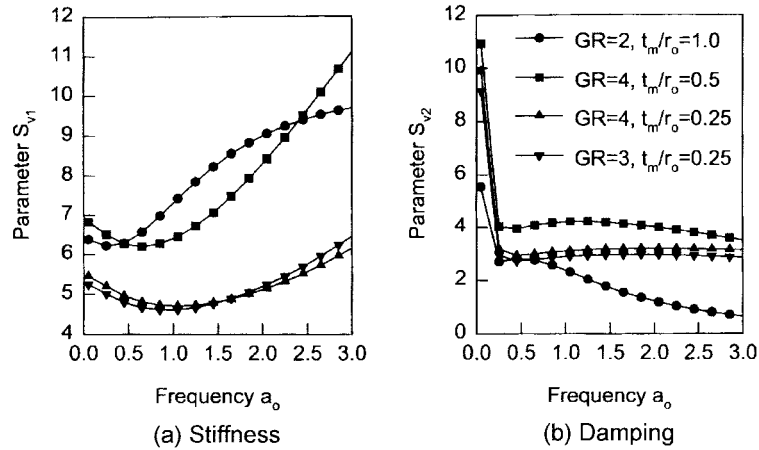 12
11
10
9
8
7
6
5
4
0.0 0.5 1.0 1.5 2.0 2.5 3.0
Parameter S_v1
Frequency a_o
(a) Stiffness
12
10
8
6
4
2
0
0.0 0.5 1.0 1.5 2.0 2.5 3.0
Parameter S_v2
GR=2, t_m/r_o=1.0
GR=4, t_m/r_o=0.5
GR=4, t_m/r_o=0.25
GR=3, t_m/r_o=0.25
Frequency a_o
(b) Damping